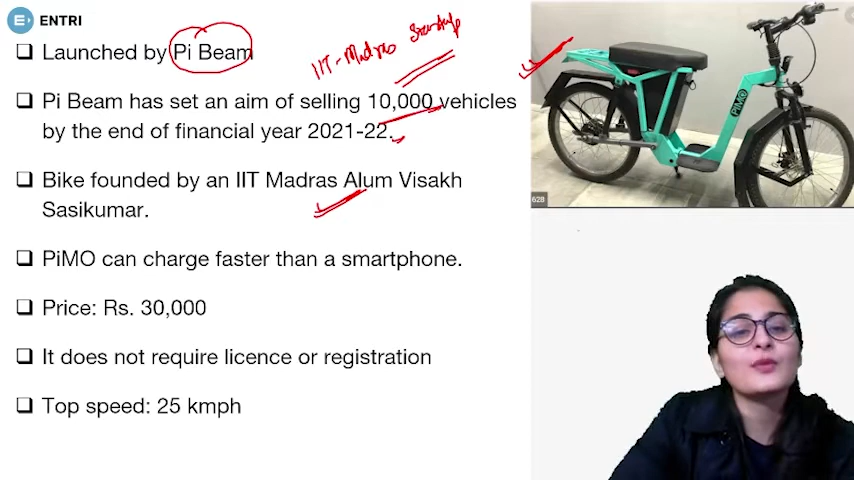 ENTRI
Launched by Pi Beam
IIT-Madras Startup
Pi Beam has set an aim of selling 10,000 vehicles
by the end of financial year 2021-22.
Bike founded by an IIT Madras Alum Visakh
Sasikumar.
PiMO can charge faster than a smartphone.
Price: Rs. 30,000
It does not require licence or registration
Top speed: 25 kmph
PiMO
628